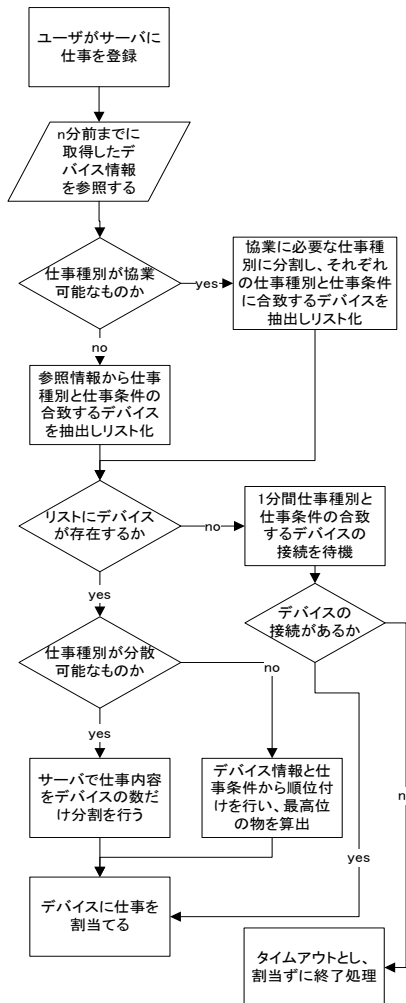 ユーザがサーバに
仕事を登録
n分前までに
取得したデ
バイス情報
を参照する
仕事種別が協業
可能なものか
yes
協業に必要な仕事種
別に分割し、それぞれ
の仕事種別と仕事条件
に合致するデバイスを
抽出しリスト化
no
参照情報から仕事
種別と仕事条件の
合致するデバイス
を抽出しリスト化
リストにデバイス
が存在するか
no
1分間仕事種別と
仕事条件の合致
するデバイスの
接続を待機
yes
デバイスの
接続があるか
仕事種別が分散
可能なものか
no
yes
サーバで仕事内容
をデバイスの数だ
け分割を行う
デバイス情報と仕
事条件から順位付
けを行い、最高位
の物を算出
n
yes
デバイスに仕事を
割当てる
タイムアウトとし、
割当ずに終了処理